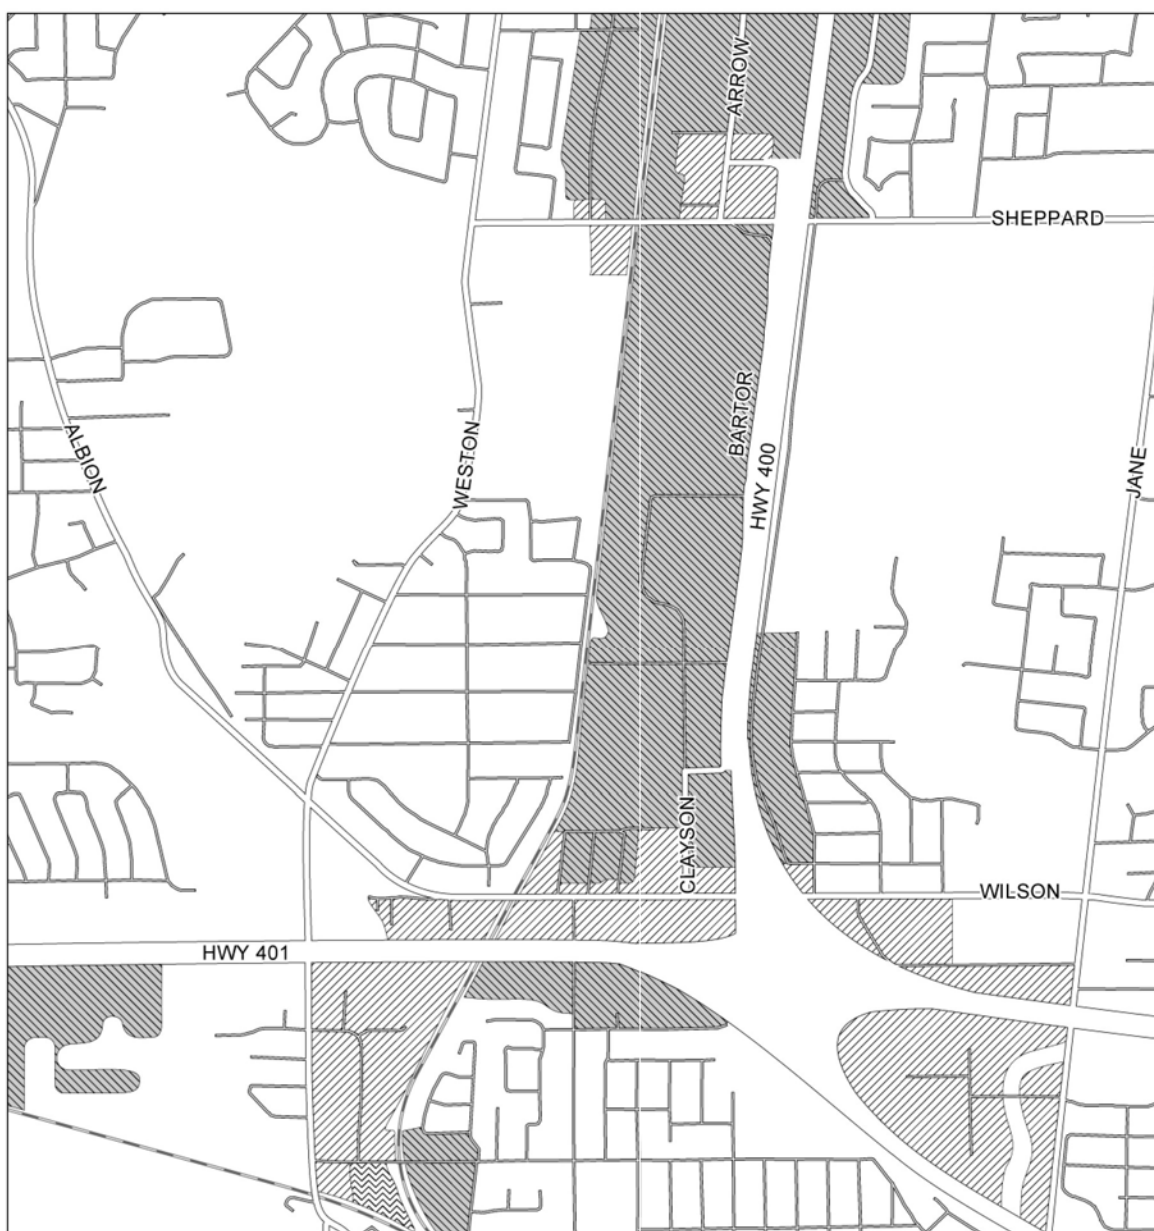 ARROW
SHEPPARD
BARTOR
ALBION
WESTON
HWY 400
JANE
CLAYSON
WILSON
HWY 401